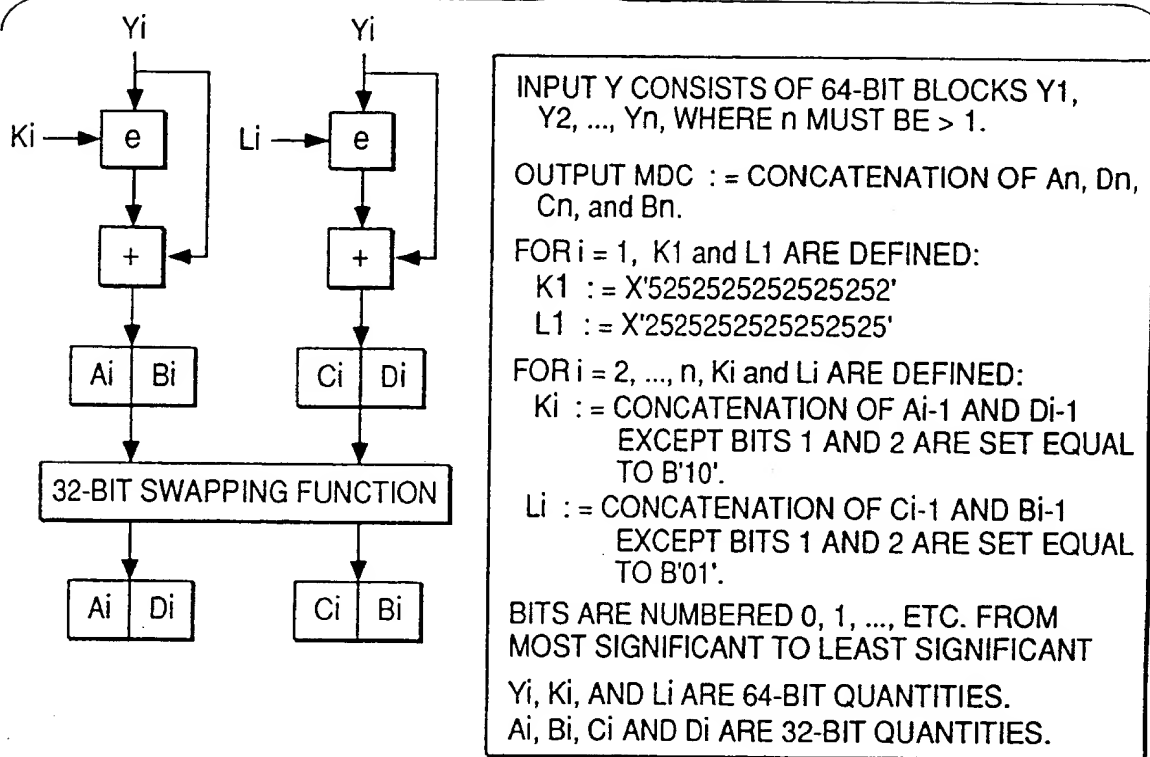 Yi Yi
Ki e Li e
+ +
Ai Bi Ci Di
32-BIT SWAPPING FUNCTION
Ai Di Ci Bi
INPUT Y CONSISTS OF 64-BIT BLOCKS Y1,
Y2, ..., Yn, WHERE n MUST BE > 1.
OUTPUT MDC : = CONCATENATION OF An, Dn,
Cn, and Bn.
FOR i = 1, K1 and L1 ARE DEFINED:
K1 : = X'5252525252525252'
L1 : = X'2525252525252525'
FOR i = 2, ..., n, Ki and Li ARE DEFINED:
Ki : = CONCATENATION OF Ai-1 AND Di-1
EXCEPT BITS 1 AND 2 ARE SET EQUAL
TO B'10'.
Li : = CONCATENATION OF Ci-1 AND Bi-1
EXCEPT BITS 1 AND 2 ARE SET EQUAL
TO B'01'.
BITS ARE NUMBERED 0, 1, ..., ETC. FROM
MOST SIGNIFICANT TO LEAST SIGNIFICANT
Yi, Ki, AND Li ARE 64-BIT QUANTITIES.
Ai, Bi, Ci AND Di ARE 32-BIT QUANTITIES.